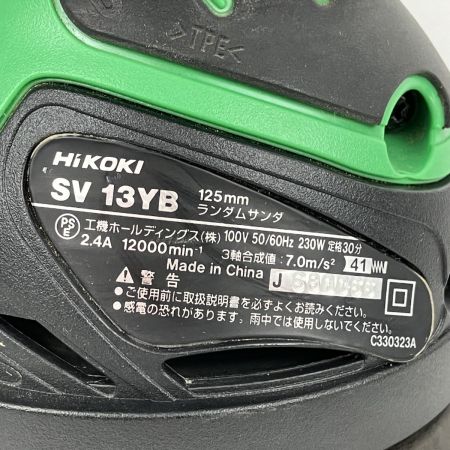 >TPE<
HiKOKI
SV 13YB 125mm ランダムサンダ
PSE 工機ホールディングス(株) 100V 50/60Hz 230W 定格30分
2.4A 12000min⁻¹ 3軸合成値: 7.0m/s² 41
Made in China J
警告
●ご使用前に取扱説明書を必ずよくお読みください。
●感電の恐れがあります。雨中では使用しないでください。
C330323A